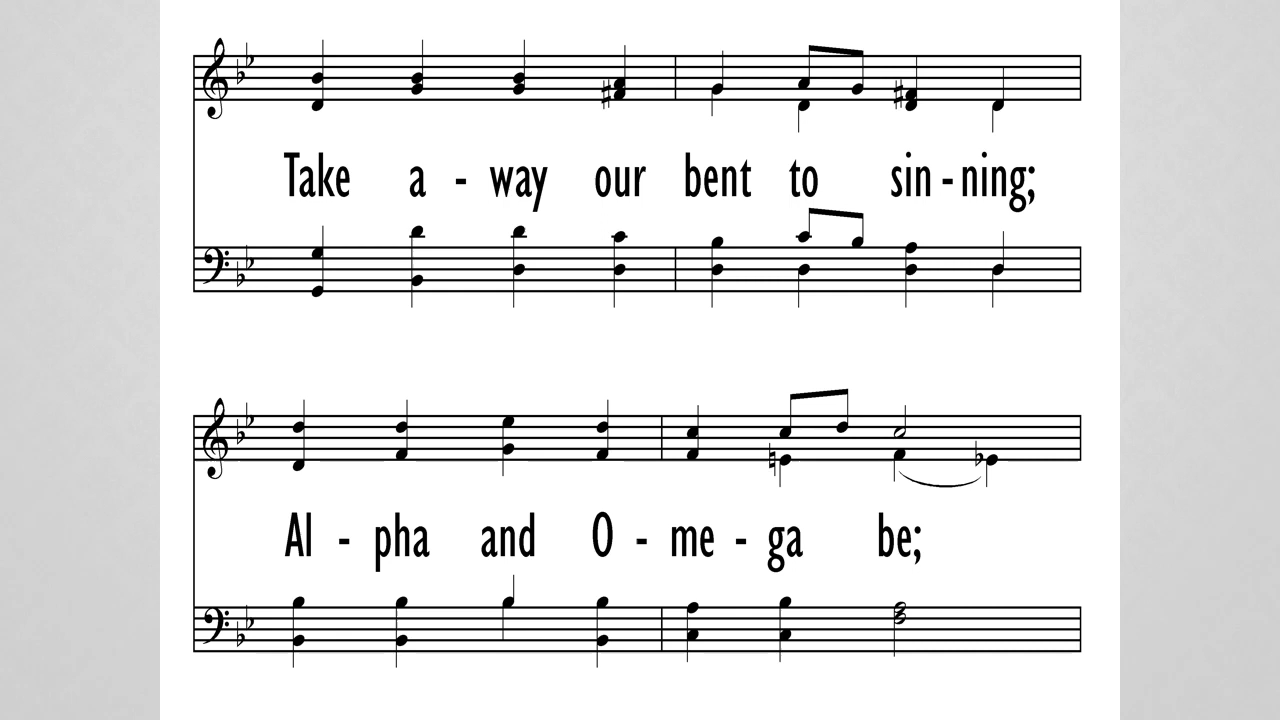 Take a - way our bent to sin - ning;
Al - pha and O - me - ga be;